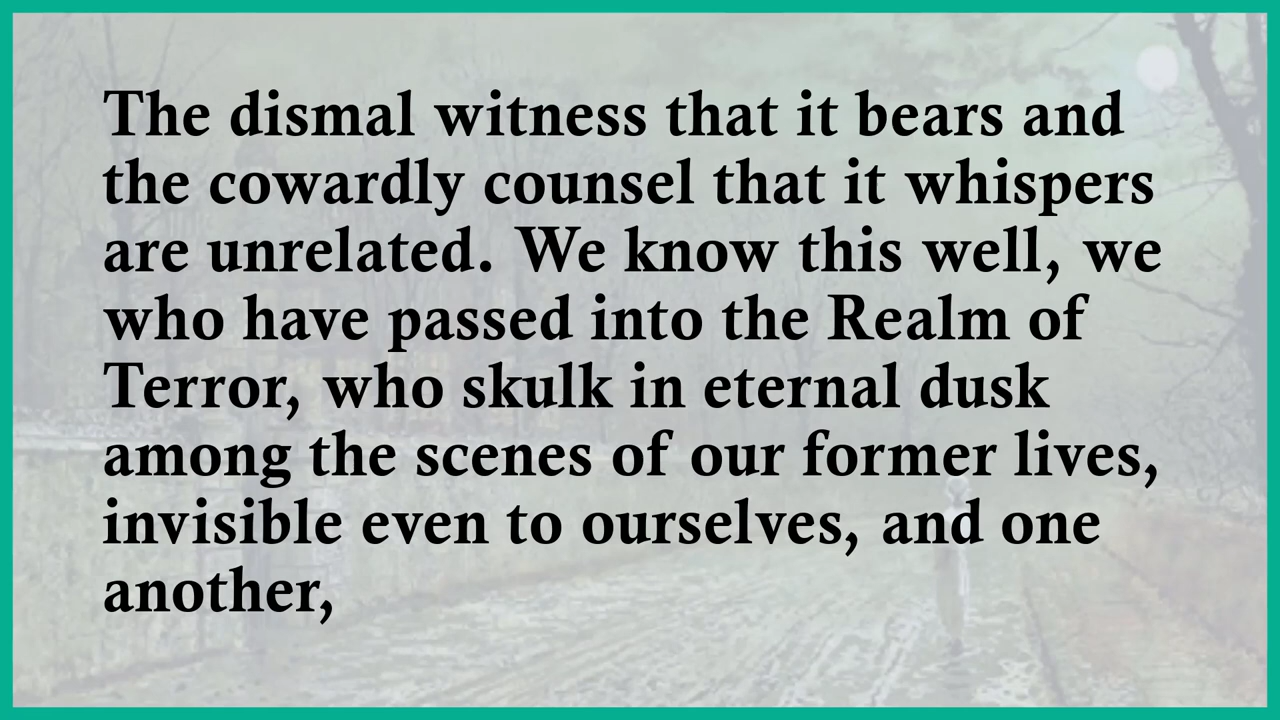 The dismal witness that it bears and
the cowardly counsel that it whispers
are unrelated. We know this well, we
who have passed into the Realm of
Terror, who skulk in eternal dusk
among the scenes of our former lives,
invisible even to ourselves, and one
another,